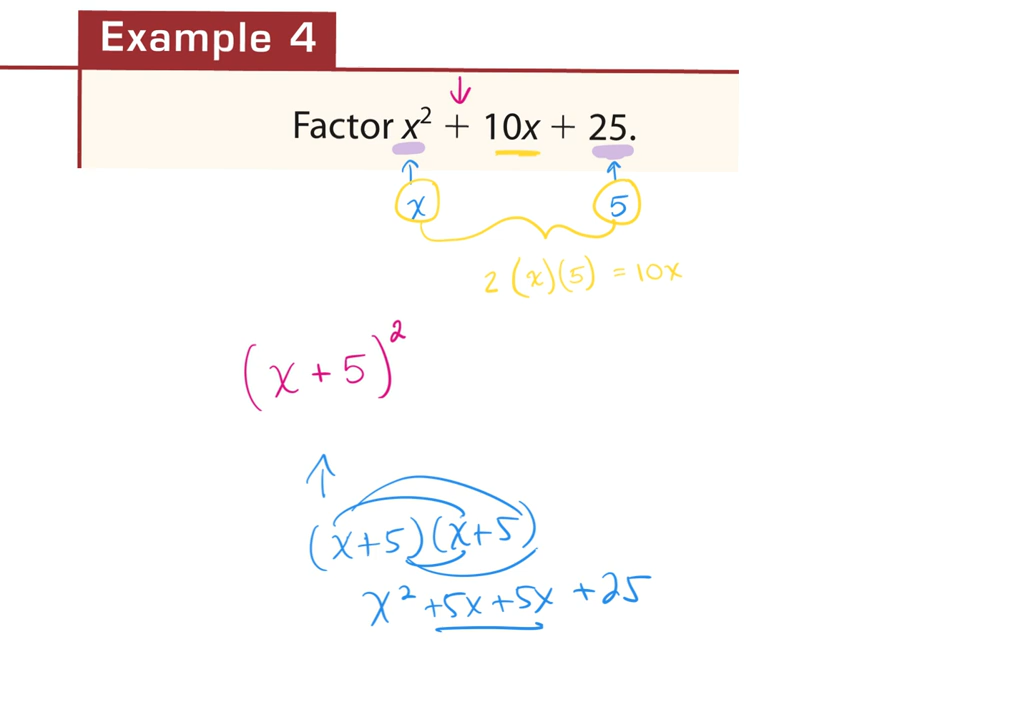 Example 4
Factor x² + 10x + 25.
x 5
2 (x)(5) = 10x
(x + 5)²
(x+5)(x+5)
x² +5x +5x +25